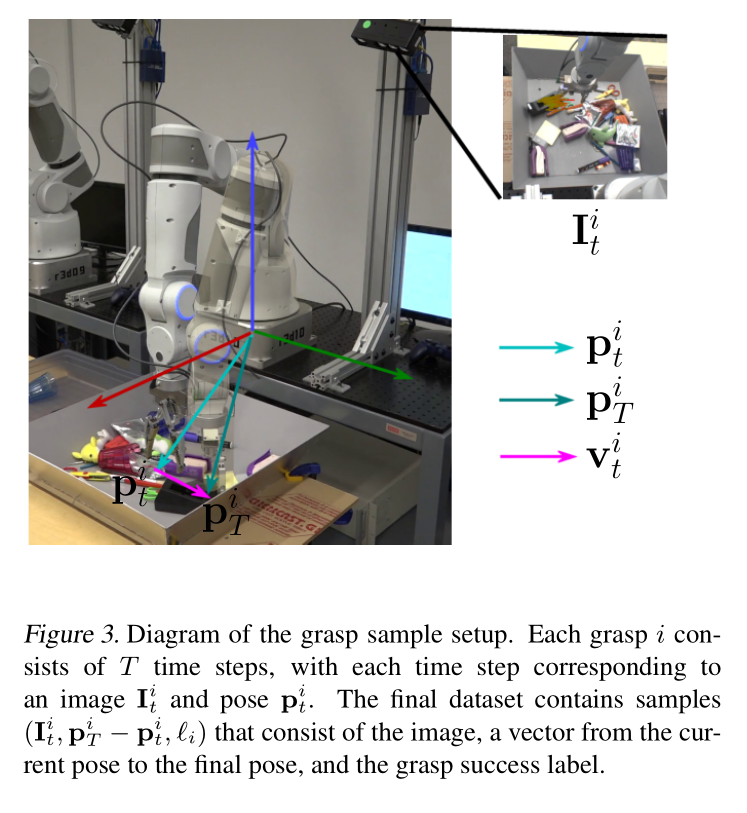 r3d09
r3d10
I_t^i
p_t^i
p_T^i
v_t^i
p_t^i
p_T^i
Figure 3. Diagram of the grasp sample setup. Each grasp i con-
sists of T time steps, with each time step corresponding to
an image I_t^i and pose p_t^i. The final dataset contains samples
(I_t^i, p_T^i − p_t^i, ℓ_i) that consist of the image, a vector from the cur-
rent pose to the final pose, and the grasp success label.